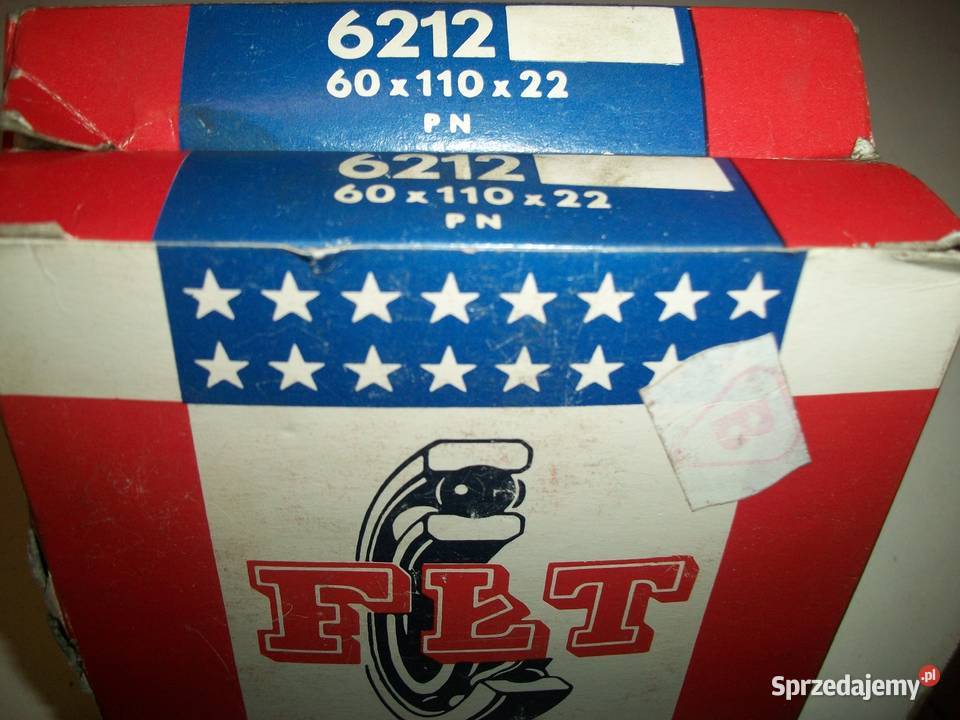 6212
60 x 110 x 22
PN
6212
60 x 110 x 22
PN
B
FŁT
Sprzedajemy.pl